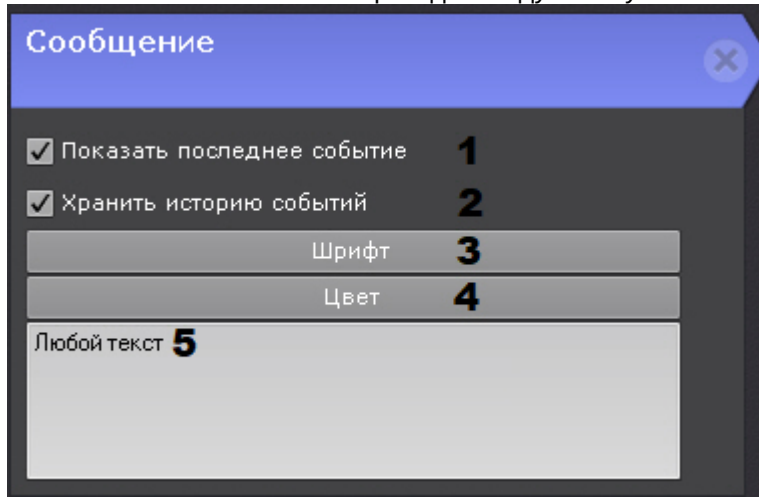 Сообщение
Показать последнее событие 1
Хранить историю событий 2
Шрифт 3
Цвет 4
Любой текст 5